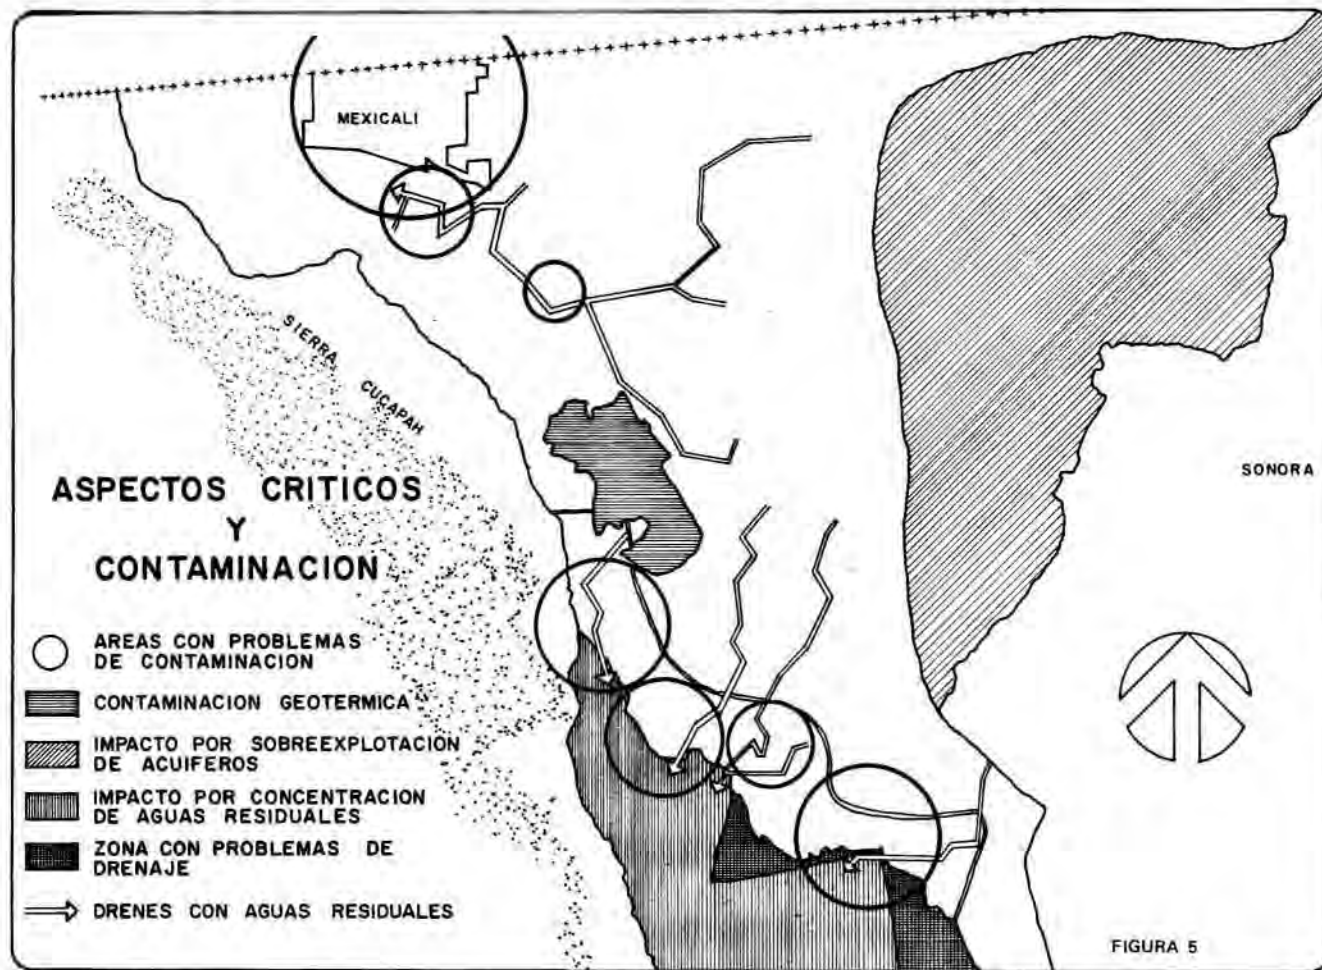 MEXICALI
SIERRA
CUCAPAH
SONORA
ASPECTOS CRITICOS
Y
CONTAMINACION
AREAS CON PROBLEMAS
DE CONTAMINACION
CONTAMINACION GEOTERMICA
IMPACTO POR SOBREEXPLOTACION
DE ACUIFEROS
IMPACTO POR CONCENTRACION
DE AGUAS RESIDUALES
ZONA CON PROBLEMAS DE
DRENAJE
DRENES CON AGUAS RESIDUALES
FIGURA 5